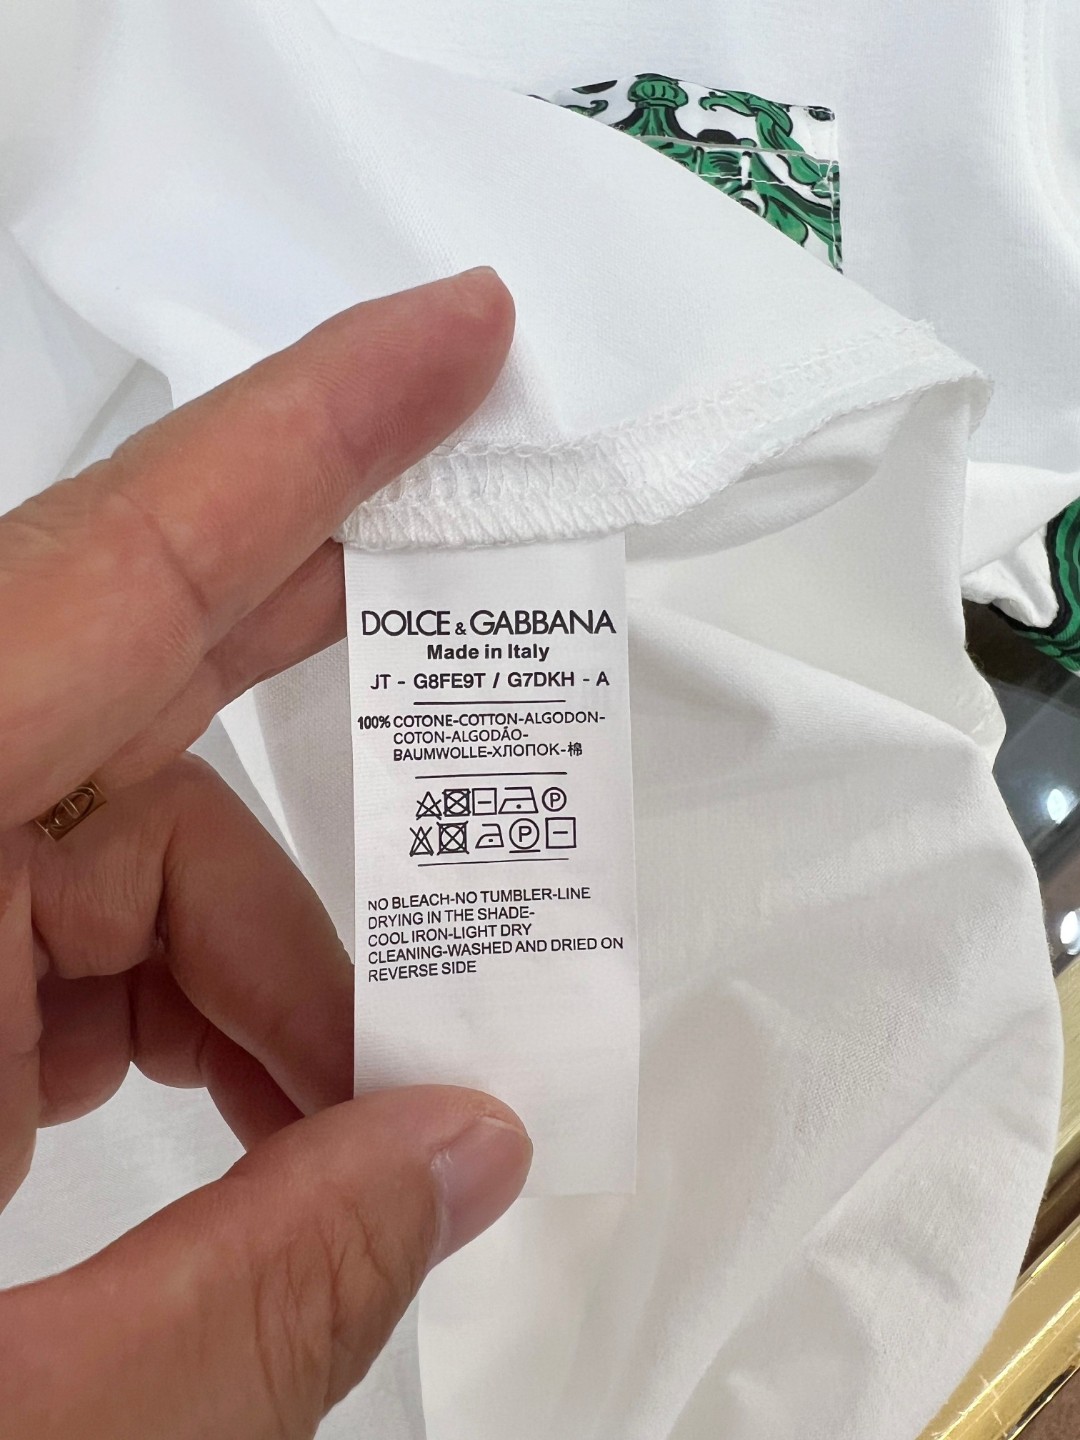 DOLCE & GABBANA
Made in Italy
JT - G8FE9T / G7DKH - A
100% COTONE-COTTON-ALGODON-
COTON-ALGODÃO-
BAUMWOLLE-ХЛОПОК-棉
P
P
NO BLEACH-NO TUMBLER-LINE
DRYING IN THE SHADE-
COOL IRON-LIGHT DRY
CLEANING-WASHED AND DRIED ON
REVERSE SIDE